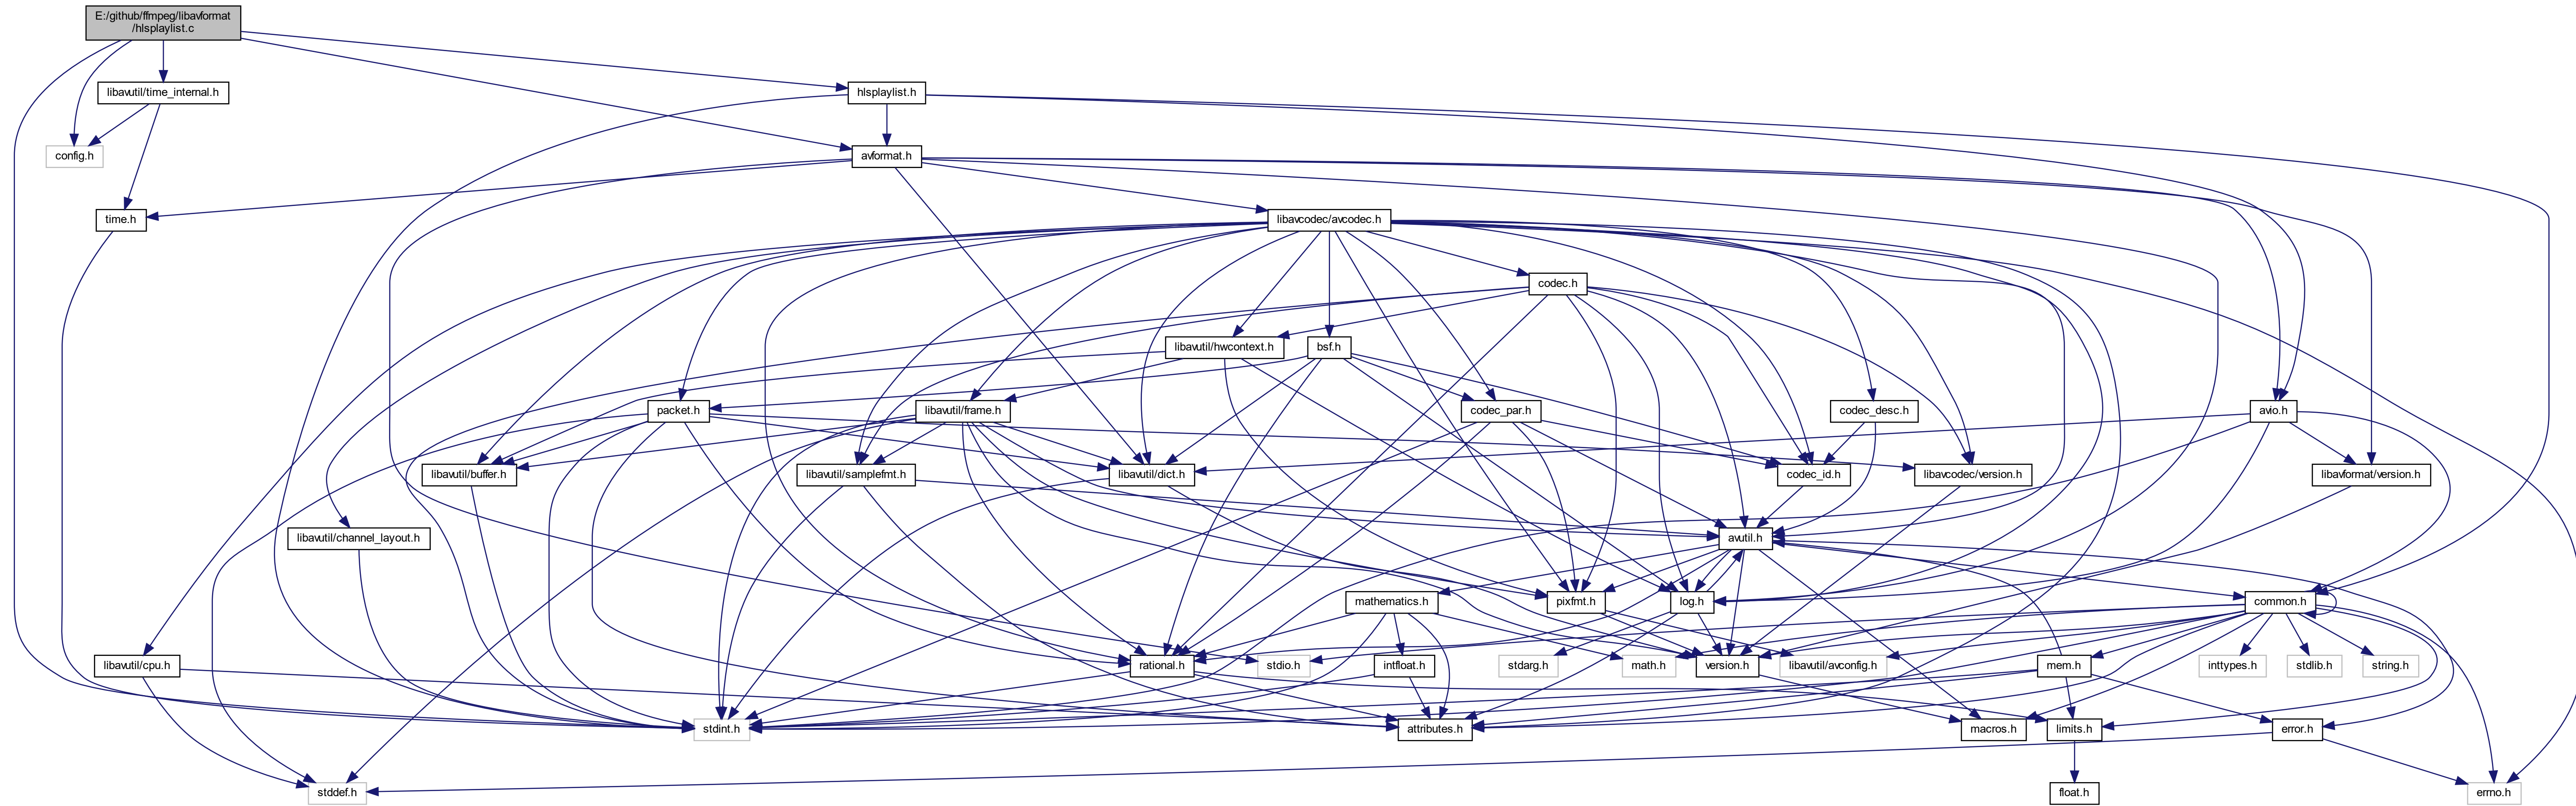 E:/github/ffmpeg/libavformat
/hlsplaylist.c
libavutil/time_internal.h
hlsplaylist.h
config.h
avformat.h
time.h
libavcodec/avcodec.h
codec.h
libavutil/hwcontext.h
bsf.h
packet.h
libavutil/frame.h
codec_par.h
codec_desc.h
avio.h
libavutil/buffer.h
libavutil/samplefmt.h
libavutil/dict.h
codec_id.h
libavcodec/version.h
libavformat/version.h
libavutil/channel_layout.h
avutil.h
mathematics.h
pixfmt.h
log.h
common.h
libavutil/cpu.h
rational.h
stdio.h
intfloat.h
stdarg.h
math.h
version.h
libavutil/avconfig.h
mem.h
inttypes.h
stdlib.h
string.h
stdint.h
attributes.h
macros.h
limits.h
error.h
stddef.h
float.h
errno.h